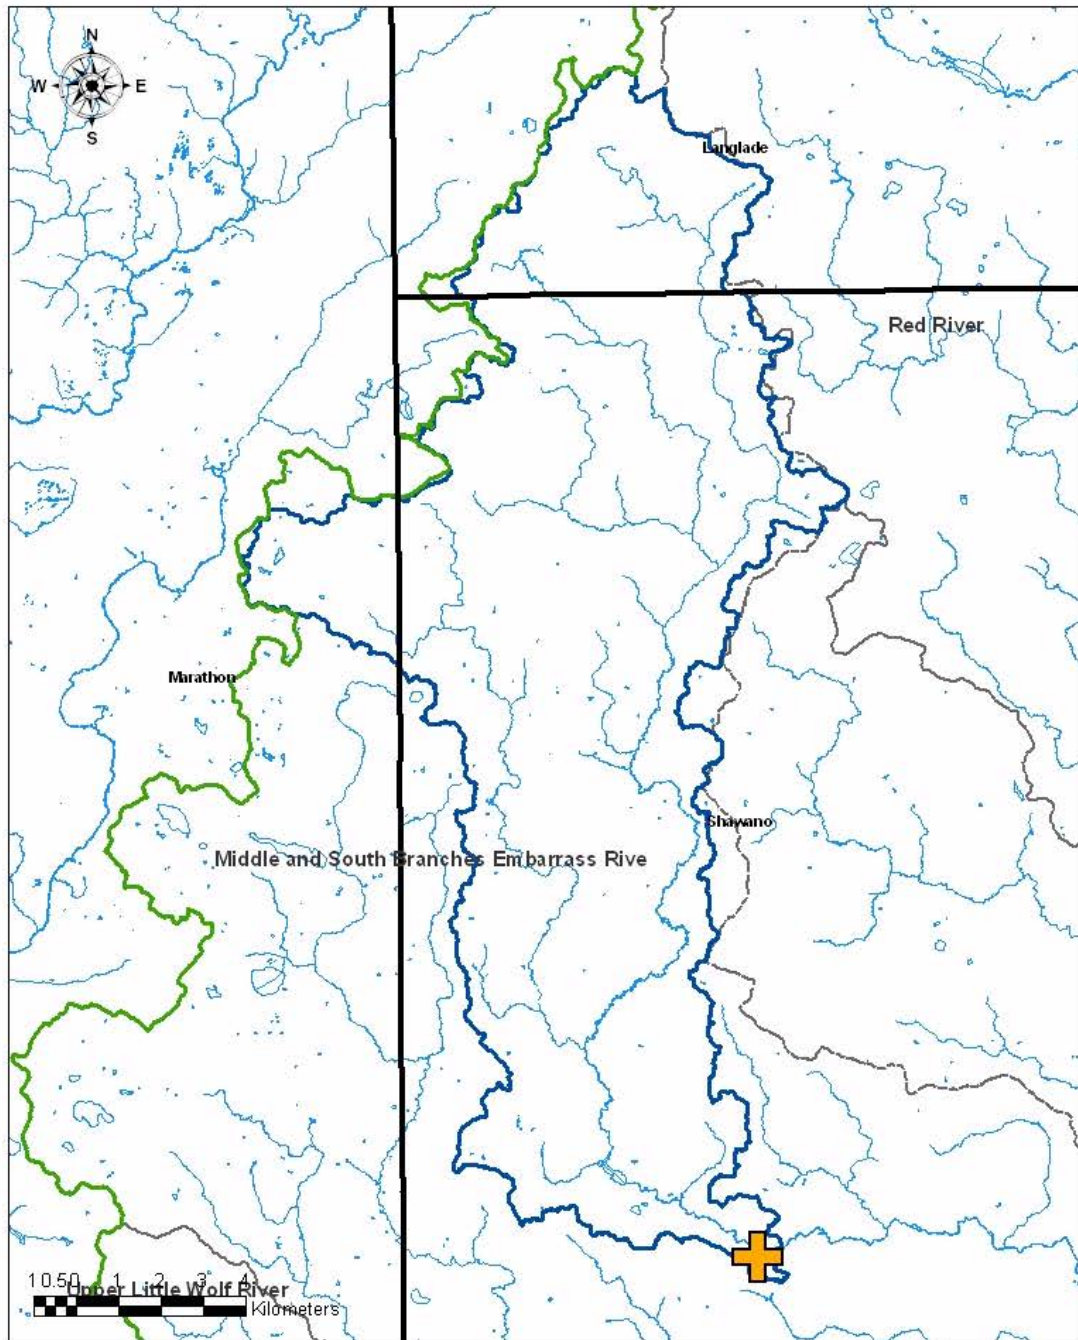 N
W E
S
Langlade
Red River
Marathon
Shawano
Middle and South Branches Embarrass Rive
1 0.5 0 1 2 3 4
Upper Little Wolf River
Kilometers